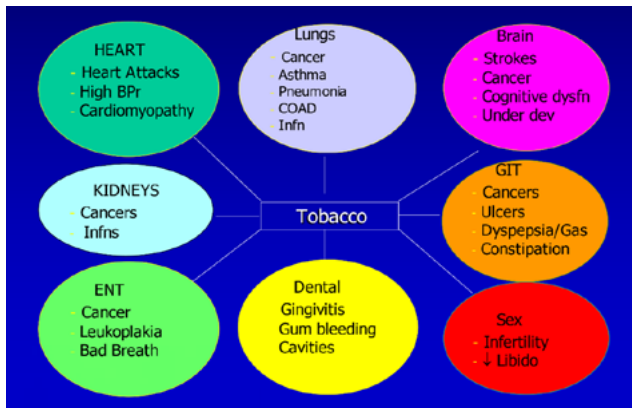 HEART
- Heart Attacks
- High BPr
- Cardiomyopathy
Lungs
- Cancer
Asthma
Pneumonia
- COAD
- Infn
Brain
- Strokes
- Cancer
- Cognitive dysfn
- Under dev
KIDNEYS
- Cancers
- Infns
Tobacco
GIT
- Cancers
- Ulcers
- Dyspepsia/Gas
- Constipation
ENT
- Cancer
- Leukoplakia
Bad Breath
Dental
Gingivitis
Gum bleeding
Cavities
Sex
- Infertility
- ↓ Libido